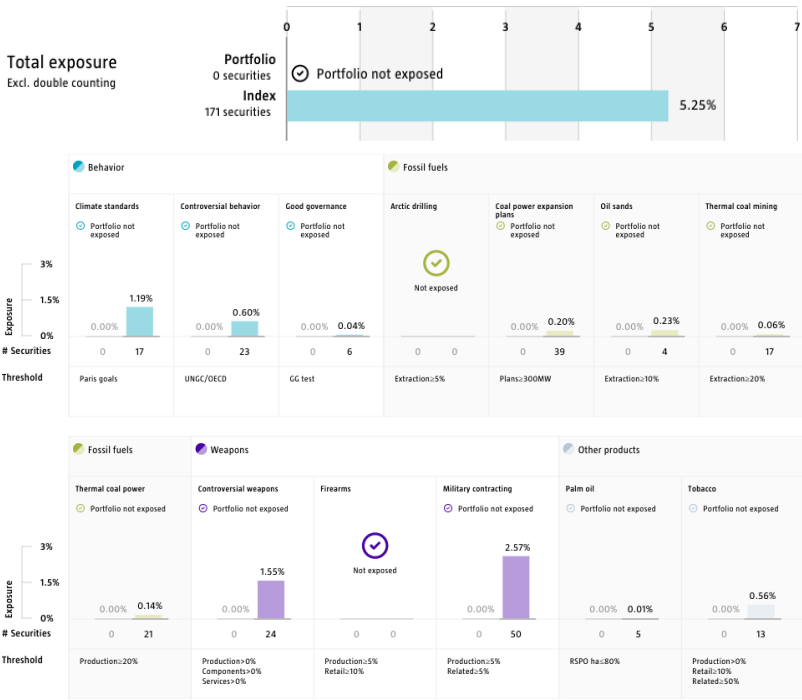 0 1 2 3 4 5 6 7
Total exposure
Excl. double counting
Portfolio
0 securities
Portfolio not exposed
Index
171 securities
5.25%
Behavior
Fossil fuels
Climate standards
Controversial behavior
Good governance
Arctic drilling
Coal power expansion
plans
Oil sands
Thermal coal mining
Portfolio not
exposed
Portfolio not
exposed
Portfolio not
exposed
Portfolio not
exposed
Portfolio not
exposed
Portfolio not
exposed
Not exposed
Exposure
3%
1.5%
0%
0.00% 1.19%
0.00% 0.60%
0.00% 0.04%
0.00% 0.20%
0.00% 0.23%
0.00% 0.06%
# Securities 0 17 0 23 0 6 0 0 0 39 0 4 0 17
Threshold Paris goals UNGC/OECD GG test Extraction≥5% Plans≥300MW Extraction≥10% Extraction≥20%
Fossil fuels
Weapons
Other products
Thermal coal power
Controversial weapons
Firearms
Military contracting
Palm oil
Tobacco
Portfolio not exposed
Portfolio not exposed
Portfolio not exposed
Portfolio not exposed
Portfolio not exposed
Not exposed
Exposure
3%
1.5%
0%
0.00% 0.14%
0.00% 1.55%
0.00% 2.57%
0.00% 0.01%
0.00% 0.56%
# Securities 0 21 0 24 0 0 0 50 0 5 0 13
Threshold
Production≥20%
Production>0%
Components>0%
Services>0%
Production≥5%
Retail≥10%
Production≥5%
Related≥5%
RSPO ha≤80%
Production>0%
Retail≥10%
Related≥50%